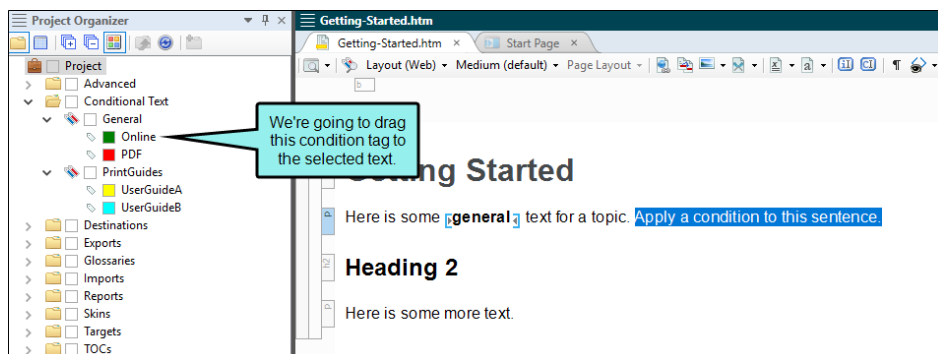 Project Organizer
Getting-Started.htm
Getting-Started.htm
Start Page
Layout (Web)
Medium (default)
Page Layout
Project
Advanced
Conditional Text
General
Online
PDF
PrintGuides
UserGuideA
UserGuideB
Destinations
Exports
Glossaries
Imports
Reports
Skins
Targets
TOCs
We're going to drag
this condition tag to
the selected text.
b
Getting Started
p
Here is some general text for a topic. Apply a condition to this sentence.
h2
Heading 2
p
Here is some more text.